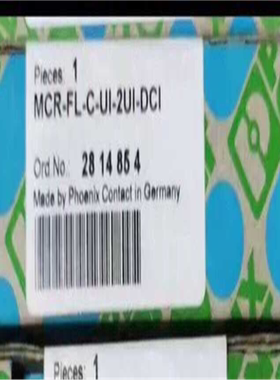 Pieces: 1
MCR-FL-C-UI-2UI-DCI
Ord.No.: 28 14 85 4
Made by Phoenix Contact in Germany
Pieces: 1